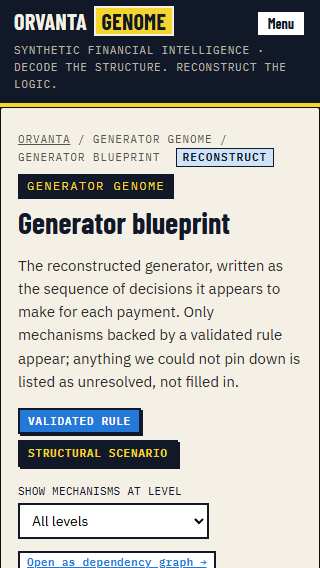 ORVANTA GENOME
Menu
SYNTHETIC FINANCIAL INTELLIGENCE ·
DECODE THE STRUCTURE. RECONSTRUCT THE
LOGIC.
ORVANTA / GENERATOR GENOME /
GENERATOR BLUEPRINT RECONSTRUCT
GENERATOR GENOME
Generator blueprint
The reconstructed generator, written as
the sequence of decisions it appears to
make for each payment. Only
mechanisms backed by a validated rule
appear; anything we could not pin down is
listed as unresolved, not filled in.
VALIDATED RULE
STRUCTURAL SCENARIO
SHOW MECHANISMS AT LEVEL
All levels
Open as dependency graph →